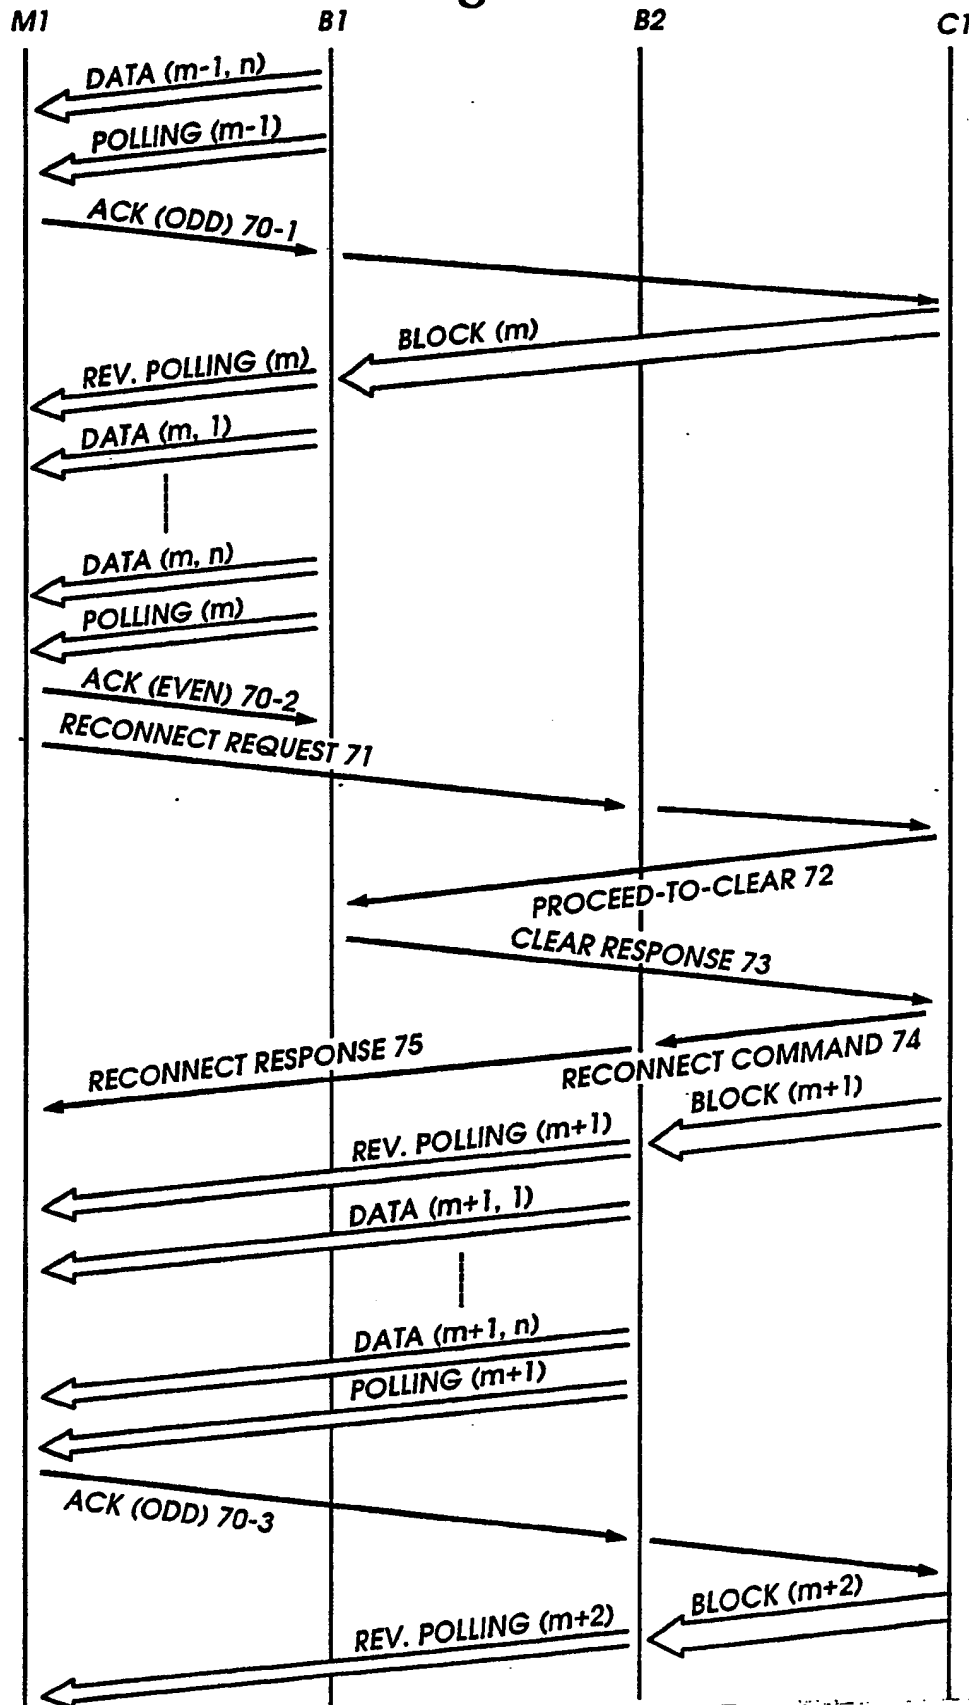 M1 B1 B2 C1
DATA (m-1, n)
POLLING (m-1)
ACK (ODD) 70-1
BLOCK (m)
REV. POLLING (m)
DATA (m, 1)
DATA (m, n)
POLLING (m)
ACK (EVEN) 70-2
RECONNECT REQUEST 71
PROCEED-TO-CLEAR 72
CLEAR RESPONSE 73
RECONNECT RESPONSE 75
RECONNECT COMMAND 74
BLOCK (m+1)
REV. POLLING (m+1)
DATA (m+1, 1)
DATA (m+1, n)
POLLING (m+1)
ACK (ODD) 70-3
BLOCK (m+2)
REV. POLLING (m+2)